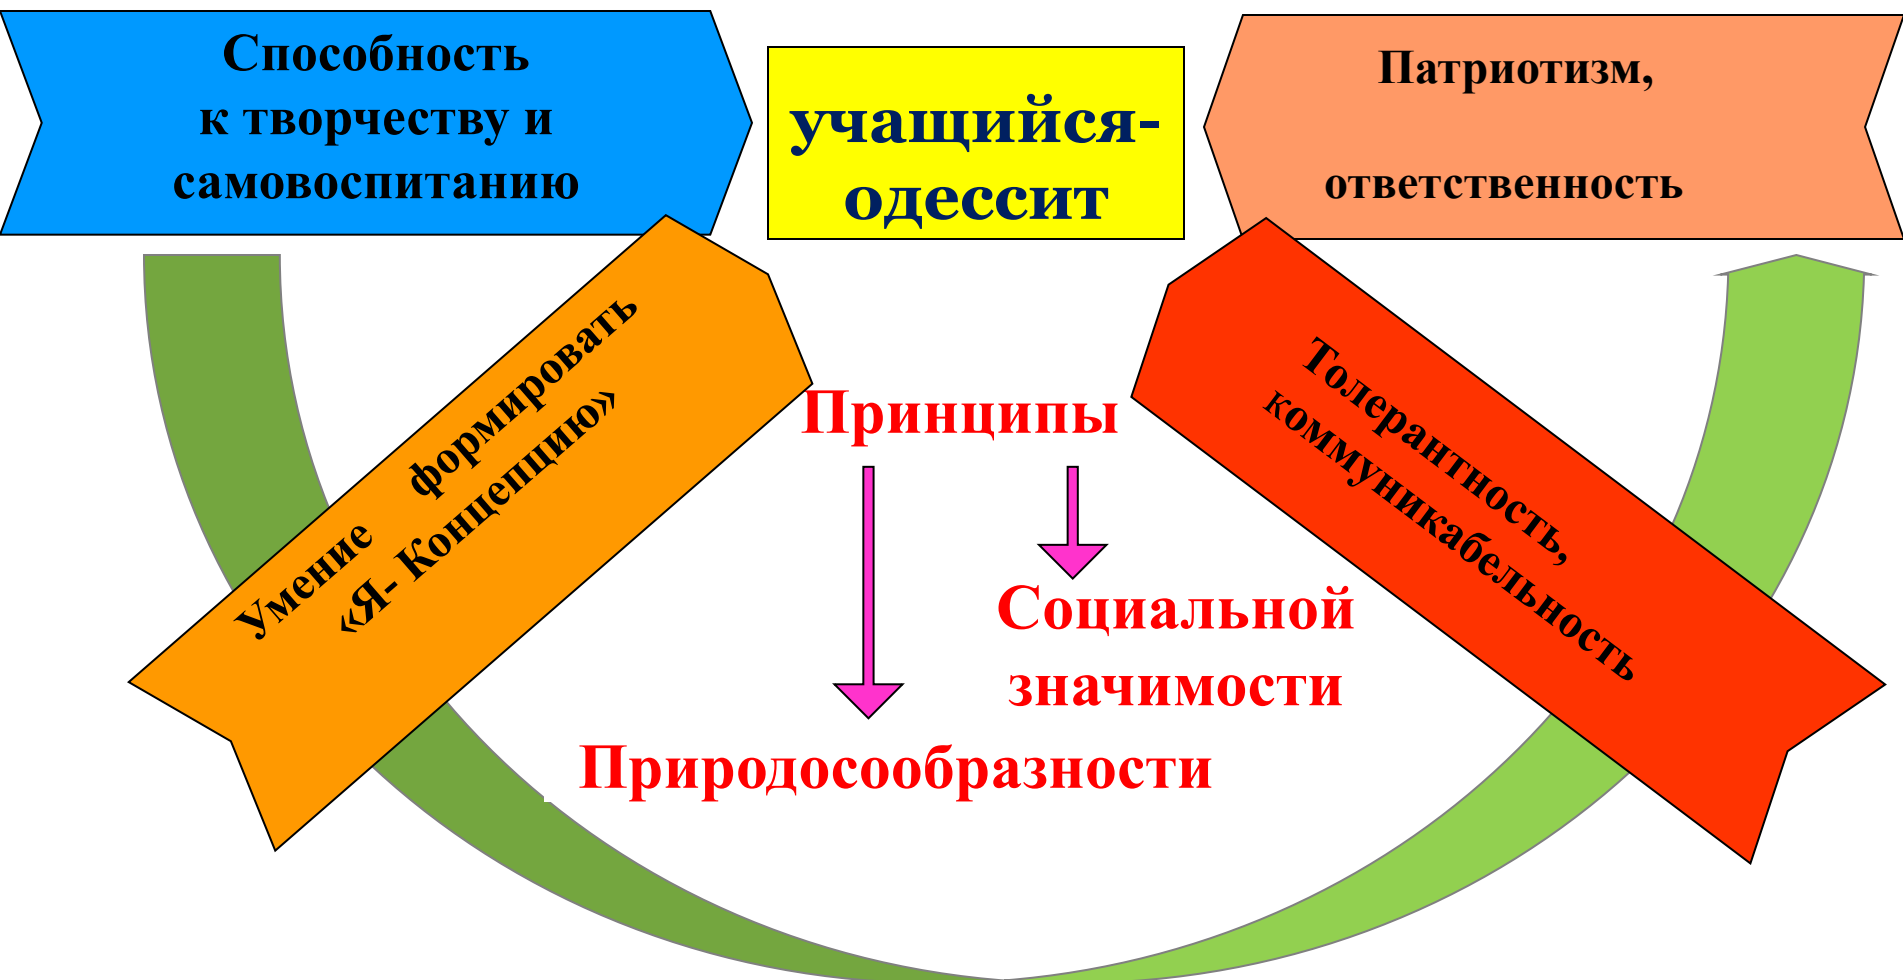 Способность
к творчеству и
самовоспитанию
учащийся-
одессит
Патриотизм,
ответственность
Умение формировать
«Я- Концепцию»
Толерантность,
коммуникабельность
Принципы
Социальной
значимости
Природосообразности